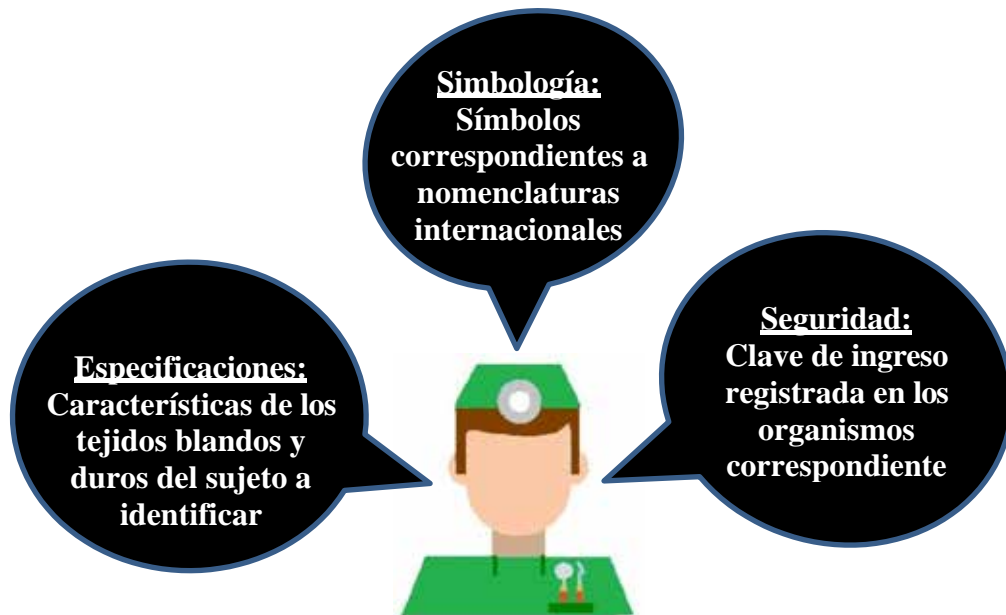 Simbología:
Símbolos
correspondientes a
nomenclaturas
internacionales
Especificaciones:
Características de los
tejidos blandos y
duros del sujeto a
identificar
Seguridad:
Clave de ingreso
registrada en los
organismos
correspondiente